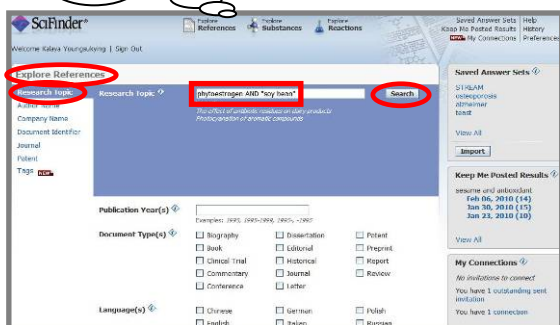 SciFinder®
Explore References
Explore Substances
Explore Reactions
Saved Answer Sets | Help
Keep Me Posted Results History
NEW My Connections Preferences
Welcome Kalava | Sign Out
Explore References
Research Topic
Author Name
Company Name
Document Identifier
Journal
Patent
Tags NEW
Research Topic
phytoestrogen AND "soy bean"
Search
The effect of antibiotic residues on dairy products
Photocyanation of aromatic compounds
Publication Year(s)
Examples: 1995, 1995-1999, 1995-, -1995
Document Type(s)
Biography
Dissertation
Patent
Book
Editorial
Preprint
Clinical Trial
Historical
Report
Commentary
Journal
Review
Conference
Letter
Language(s)
Chinese
German
Polish
English
Italian
Russian
Saved Answer Sets
STREAM
osteoporosis
alzheimer
toast
View All
Import
Keep Me Posted Results
sesame and antioxidant
Feb 06, 2010 (14)
Jan 30, 2010 (15)
Jan 23, 2010 (10)
View All
My Connections
No invitations to connect
You have 1 outstanding sent
invitation
You have 1 connection